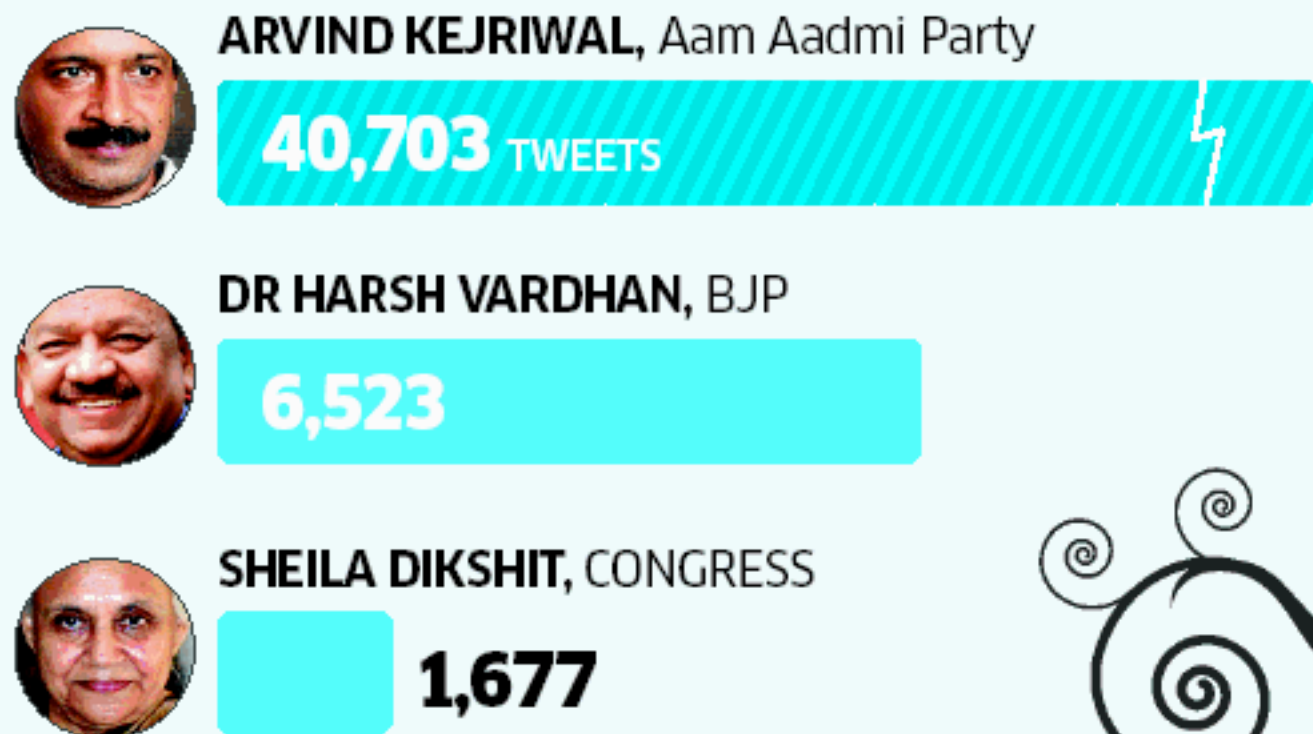 ARVIND KEJRIWAL, Aam Aadmi Party
40,703 TWEETS
DR HARSH VARDHAN, BJP
6,523
SHEILA DIKSHIT, CONGRESS
1,677